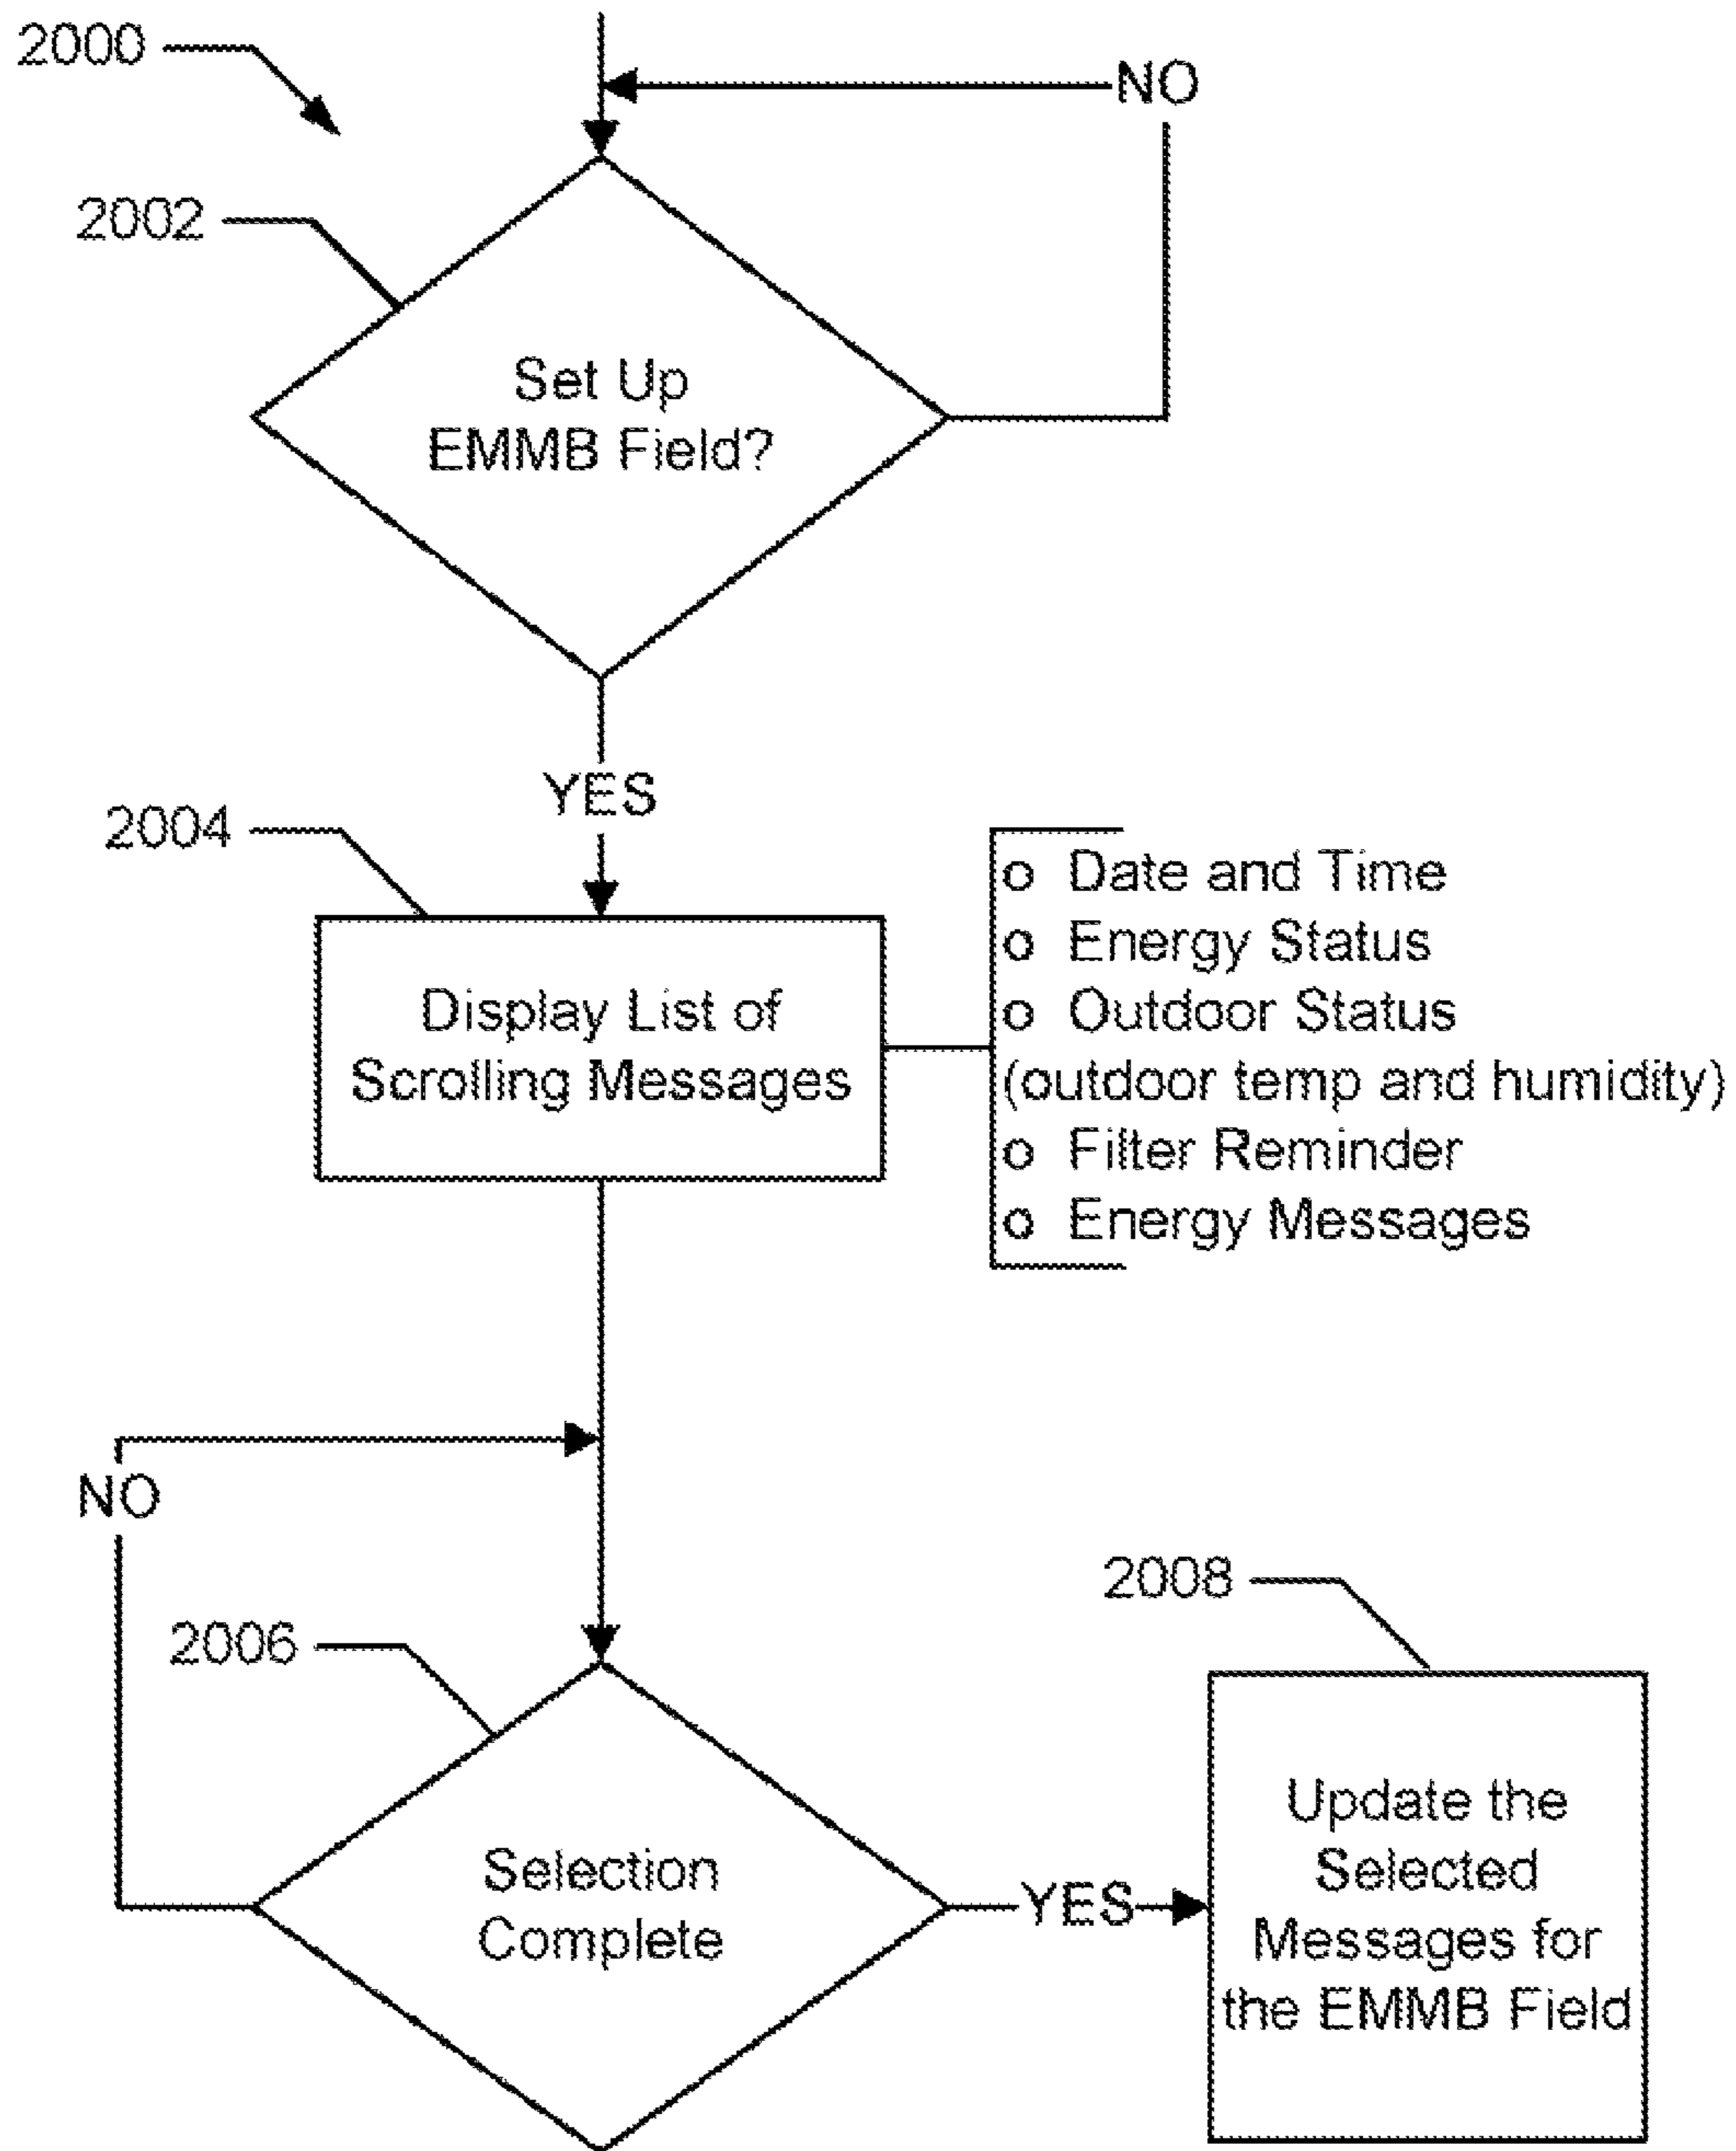 2000
NO
2002
Set Up
EMMB Field?
YES
2004
Display List of
Scrolling Messages
o Date and Time
o Energy Status
o Outdoor Status
(outdoor temp and humidity)
o Filter Reminder
o Energy Messages
NO
2006
Selection
Complete
YES
2008
Update the
Selected
Messages for
the EMMB Field